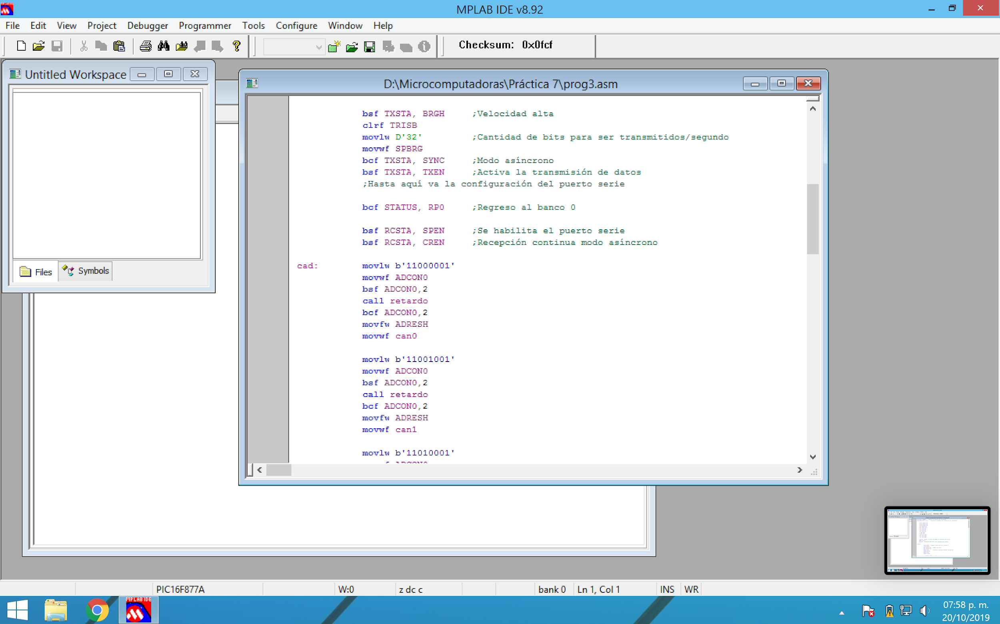 MPLAB IDE v8.92
File Edit View Project Debugger Programmer Tools Configure Window Help
Checksum: 0x0fcf
Untitled Workspace
Files Symbols
D:\Microcomputadoras\Práctica 7\prog3.asm
bsf TXSTA, BRGH ;Velocidad alta
clrf TRISB
movlw D'32' ;Cantidad de bits para ser transmitidos/segundo
movwf SPBRG
bcf TXSTA, SYNC ;Modo asíncrono
bsf TXSTA, TXEN ;Activa la transmisión de datos
;Hasta aquí va la configuración del puerto serie
bcf STATUS, RP0 ;Regreso al banco 0
bsf RCSTA, SPEN ;Se habilita el puerto serie
bsf RCSTA, CREN ;Recepción continua modo asíncrono
cad: movlw b'11000001'
movwf ADCON0
bsf ADCON0,2
call retardo
bcf ADCON0,2
movfw ADRESH
movwf can0
movlw b'11001001'
movwf ADCON0
bsf ADCON0,2
call retardo
bcf ADCON0,2
movfw ADRESH
movwf can1
movlw b'11010001'
PIC16F877A W:0 z dc c bank 0 Ln 1, Col 1 INS WR
MPLAB IDE
07:58 p. m.
20/10/2019